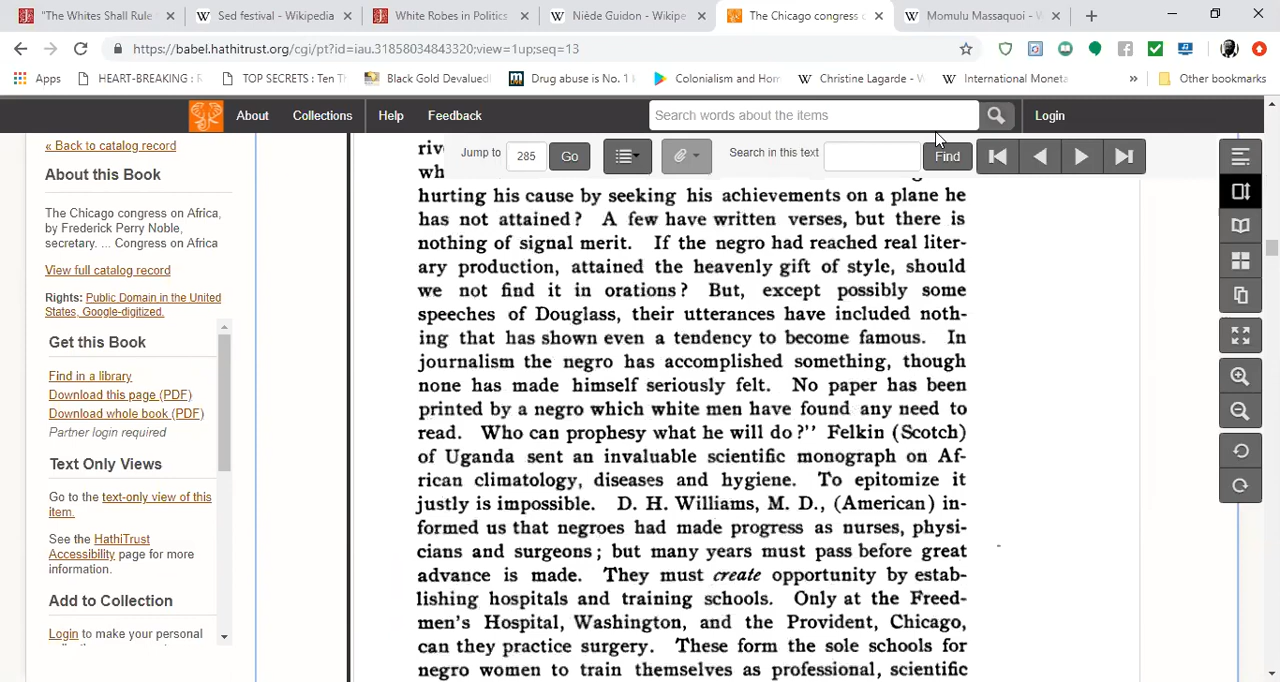 "The Whites Shall Rule
Sed festival - Wikipedia
White Robes in Politics
Niède Guidon - Wikipe
The Chicago congress
Momulu Massaquoi - W
https://babel.hathitrust.org/cgi/pt?id=iau.31858034843320;view=1up;seq=13
Apps
HEART-BREAKING : R
TOP SECRETS : Ten Th
Black Gold Devalued
Drug abuse is No. 1
Colonialism and Hom
Christine Lagarde - W
International Moneta
»
Other bookmarks
About
Collections
Help
Feedback
Search words about the items
Login
« Back to catalog record
About this Book
The Chicago congress on Africa,
by Frederick Perry Noble,
secretary. ... Congress on Africa
View full catalog record
Rights: Public Domain in the United
States, Google-digitized.
Get this Book
Find in a library
Download this page (PDF)
Download whole book (PDF)
Partner login required
Text Only Views
Go to the text-only view of this
item.
See the HathiTrust
Accessibility page for more
information.
Add to Collection
Login to make your personal
Jump to
285
Go
Search in this text
Find
riv
wh
hurting his cause by seeking his achievements on a plane he
has not attained? A few have written verses, but there is
nothing of signal merit. If the negro had reached real liter-
ary production, attained the heavenly gift of style, should
we not find it in orations? But, except possibly some
speeches of Douglass, their utterances have included noth-
ing that has shown even a tendency to become famous. In
journalism the negro has accomplished something, though
none has made himself seriously felt. No paper has been
printed by a negro which white men have found any need to
read. Who can prophesy what he will do?" Felkin (Scotch)
of Uganda sent an invaluable scientific monograph on Af-
rican climatology, diseases and hygiene. To epitomize it
justly is impossible. D. H. Williams, M. D., (American) in-
formed us that negroes had made progress as nurses, physi-
cians and surgeons; but many years must pass before great
advance is made. They must create opportunity by estab-
lishing hospitals and training schools. Only at the Freed-
men's Hospital, Washington, and the Provident, Chicago,
can they practice surgery. These form the sole schools for
negro women to train themselves as professional, scientific